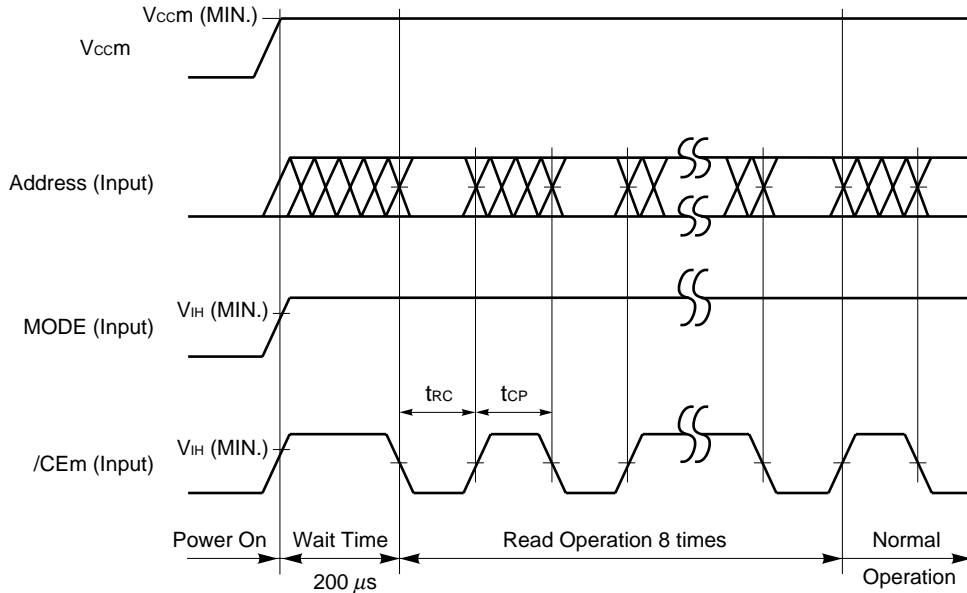 VCCm (MIN.)
VCCm
Address (Input)
VIH (MIN.)
MODE (Input)
tRC
tCP
VIH (MIN.)
/CEm (Input)
Power On
Wait Time
Read Operation 8 times
Normal
200 μs
Operation